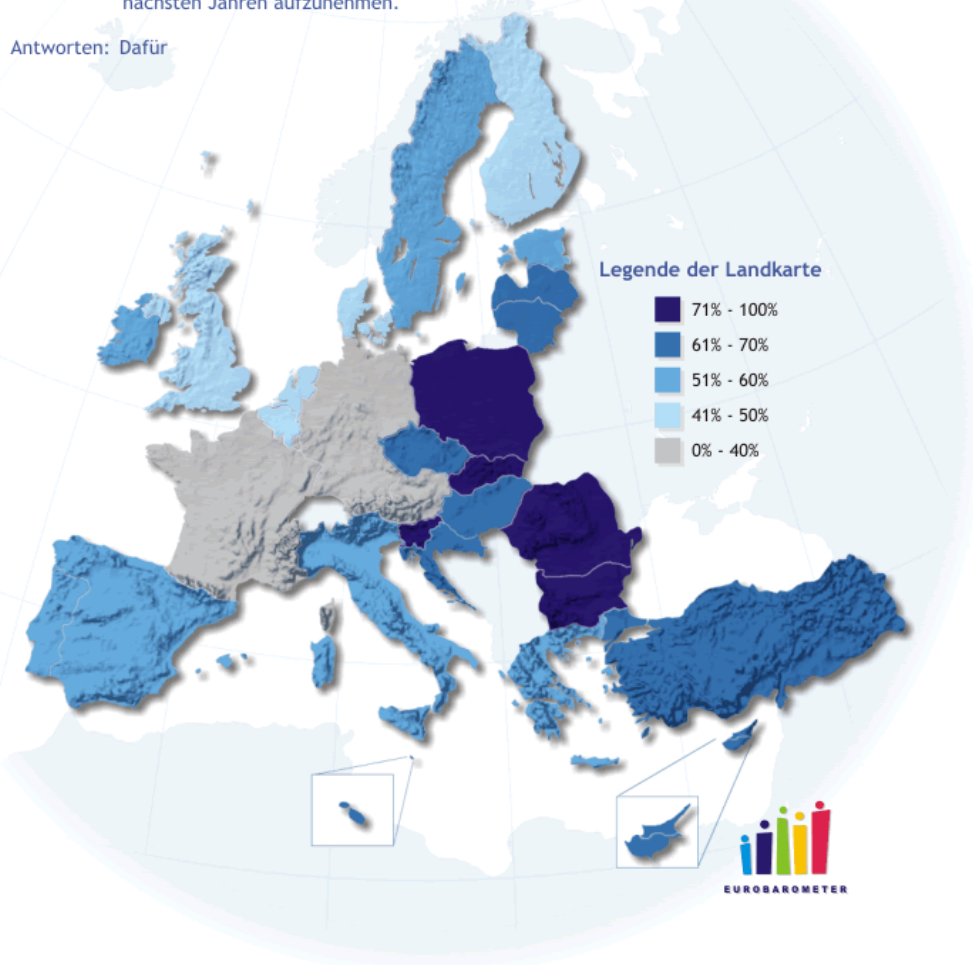 nächsten Jahren aufzunehmen.
Antworten: Dafür
Legende der Landkarte
71% - 100%
61% - 70%
51% - 60%
41% - 50%
0% - 40%
EUROBAROMETER